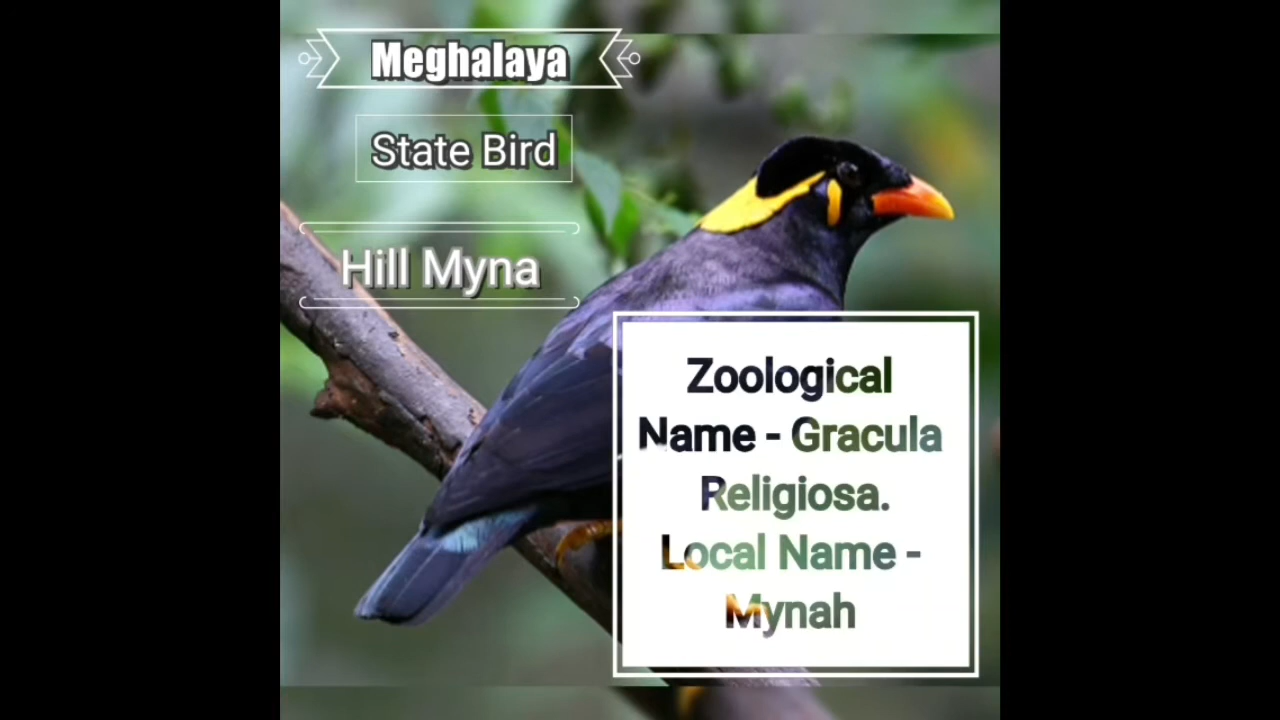 Meghalaya
State Bird
Hill Myna
Zoological
Name - Gracula
Religiosa.
Local Name -
Mynah